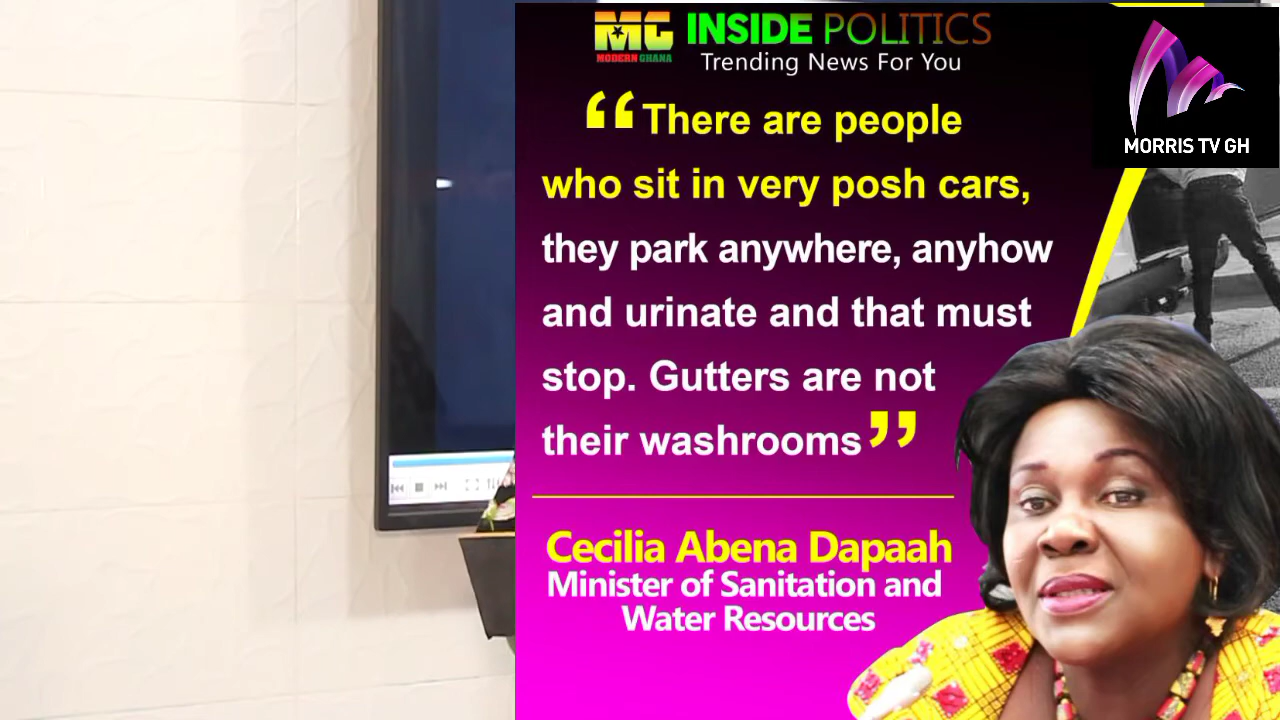 MG INSIDE POLITICS
MODERN GHANA
Trending News For You
MORRIS TV GH
“There are people
who sit in very posh cars,
they park anywhere, anyhow
and urinate and that must
stop. Gutters are not
their washrooms”
Cecilia Abena Dapaah
Minister of Sanitation and
Water Resources